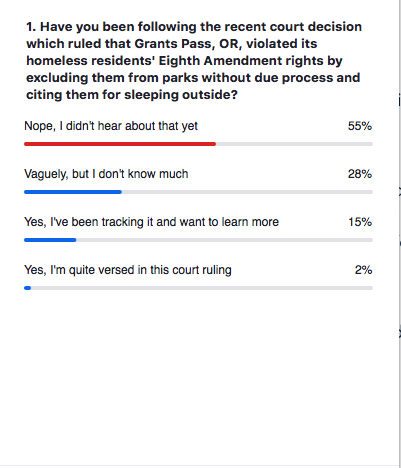 1. Have you been following the recent court decision
which ruled that Grants Pass, OR, violated its
homeless residents' Eighth Amendment rights by
excluding them from parks without due process and
citing them for sleeping outside?
Nope, I didn't hear about that yet 55%
Vaguely, but I don't know much 28%
Yes, I've been tracking it and want to learn more 15%
Yes, I'm quite versed in this court ruling 2%